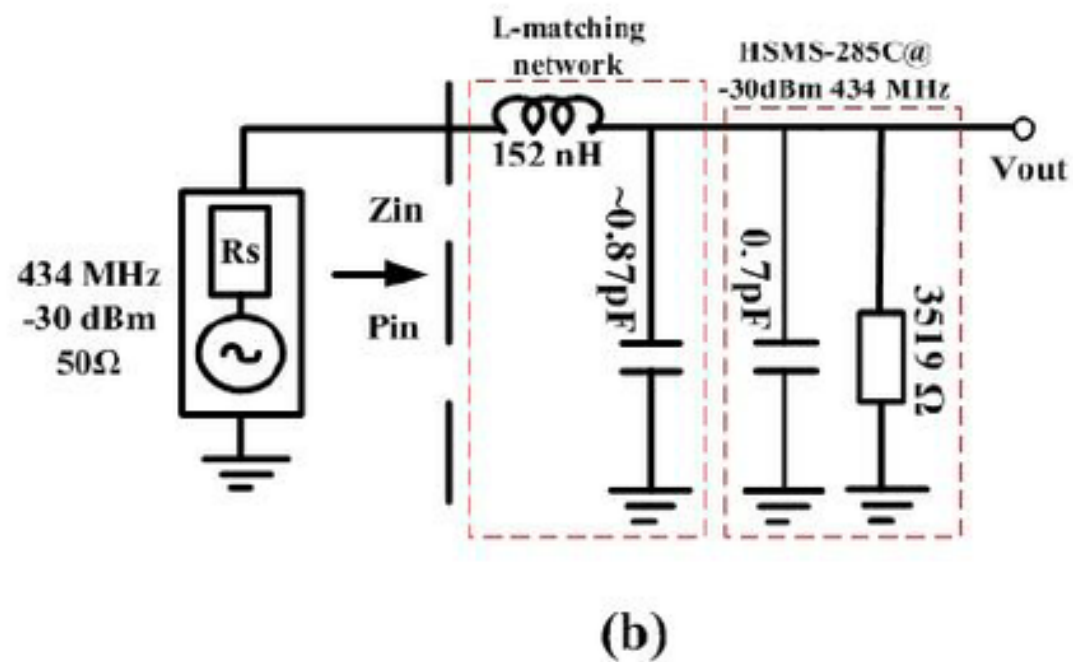 L-matching
network
HSMS-285C@
-30dBm 434 MHz
152 nH
Vout
Zin
Rs
434 MHz
-30 dBm
50Ω
Pin
~0.87pF
0.7pF
3519 Ω
(b)